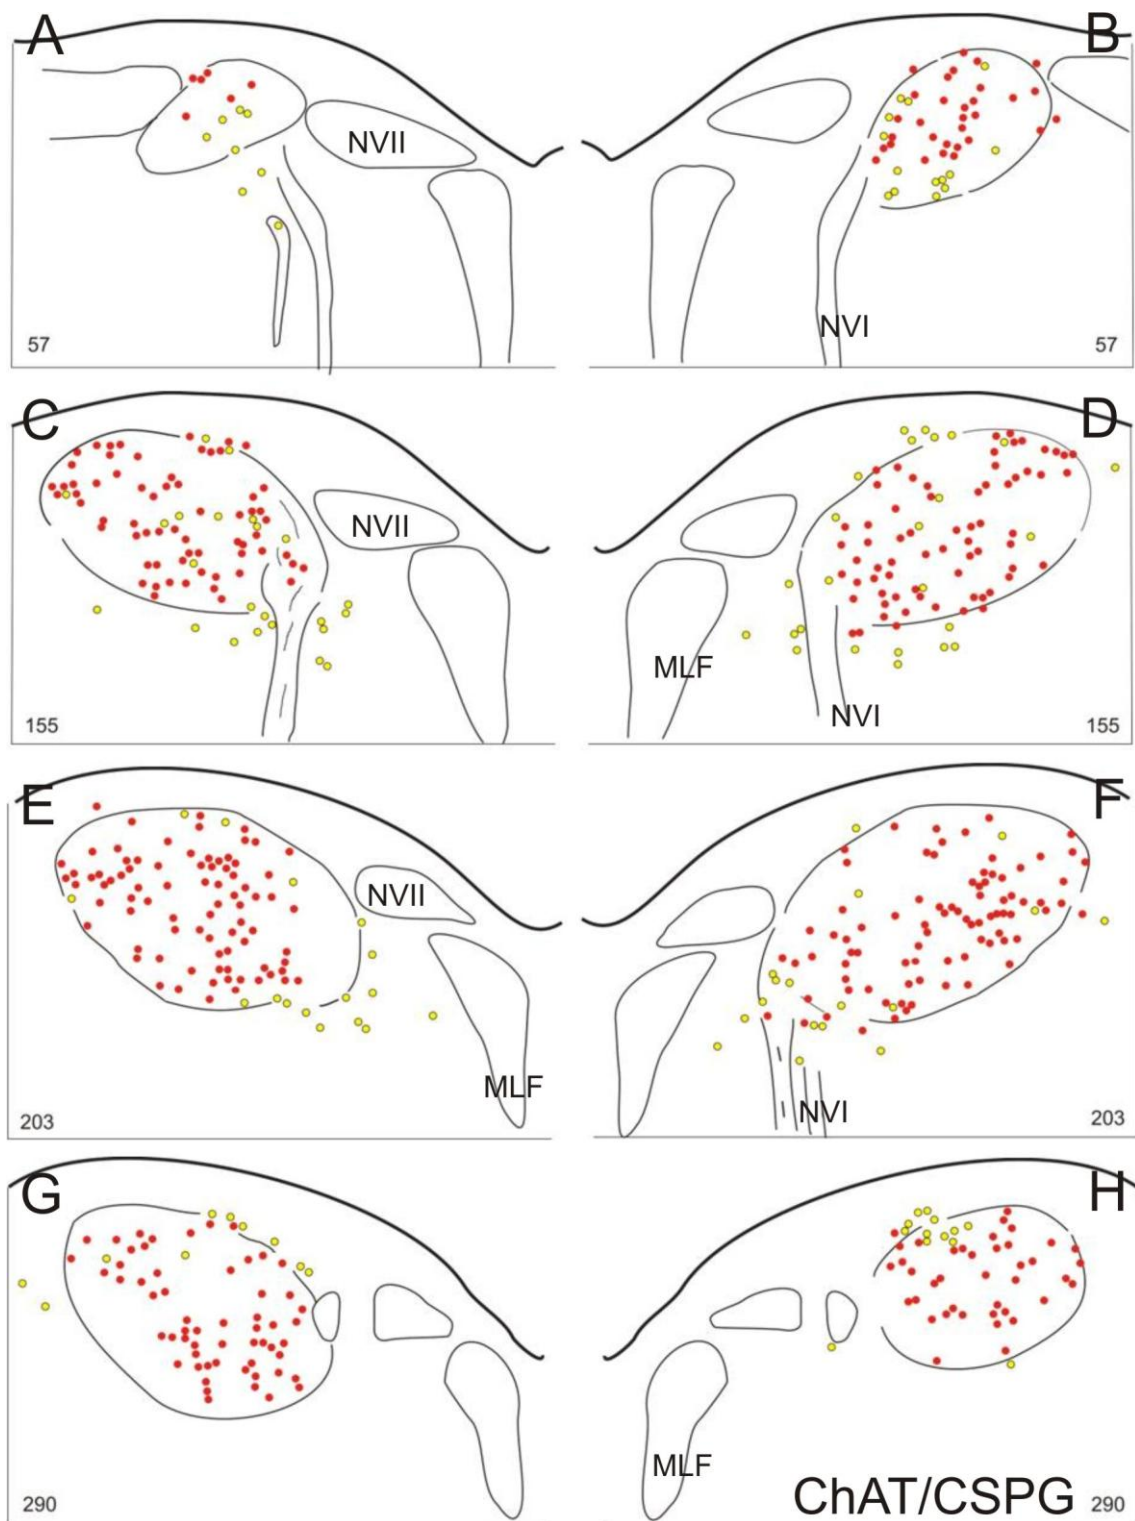 A
B
NVII
NVI
57
57
C
D
NVII
MLF
NVI
155
155
E
F
NVII
MLF
NVI
203
203
G
H
MLF
ChAT/CSPG
290
290